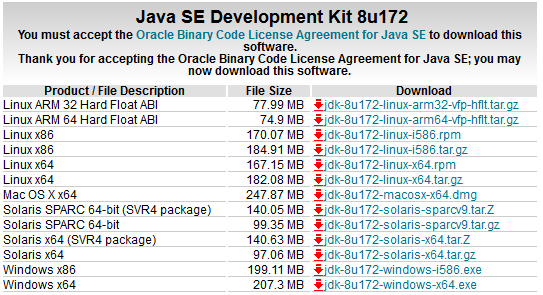 Java SE Development Kit 8u172
You must accept the Oracle Binary Code License Agreement for Java SE to download this
software.
Thank you for accepting the Oracle Binary Code License Agreement for Java SE; you may
now download this software.
Product / File Description File Size Download
Linux ARM 32 Hard Float ABI 77.99 MB jdk-8u172-linux-arm32-vfp-hflt.tar.gz
Linux ARM 64 Hard Float ABI 74.9 MB jdk-8u172-linux-arm64-vfp-hflt.tar.gz
Linux x86 170.07 MB jdk-8u172-linux-i586.rpm
Linux x86 184.91 MB jdk-8u172-linux-i586.tar.gz
Linux x64 167.15 MB jdk-8u172-linux-x64.rpm
Linux x64 182.08 MB jdk-8u172-linux-x64.tar.gz
Mac OS X x64 247.87 MB jdk-8u172-macosx-x64.dmg
Solaris SPARC 64-bit (SVR4 package) 140.05 MB jdk-8u172-solaris-sparcv9.tar.Z
Solaris SPARC 64-bit 99.35 MB jdk-8u172-solaris-sparcv9.tar.gz
Solaris x64 (SVR4 package) 140.63 MB jdk-8u172-solaris-x64.tar.Z
Solaris x64 97.06 MB jdk-8u172-solaris-x64.tar.gz
Windows x86 199.11 MB jdk-8u172-windows-i586.exe
Windows x64 207.3 MB jdk-8u172-windows-x64.exe